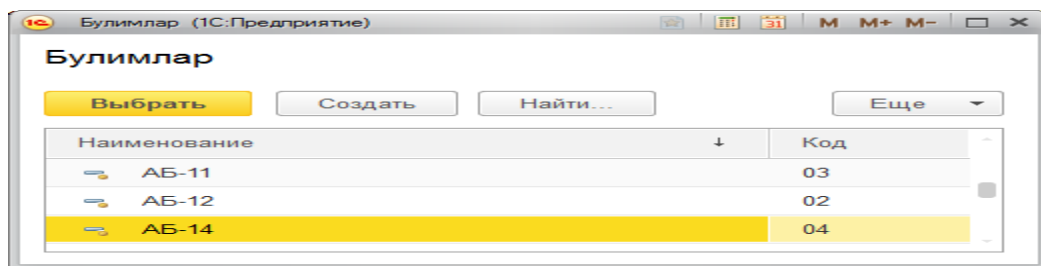 1С Булимлар (1С:Предприятие) 31 M M+ M-
Булимлар
Выбрать Создать Найти... Еще
Наименование Код
АБ-11 03
АБ-12 02
АБ-14 04